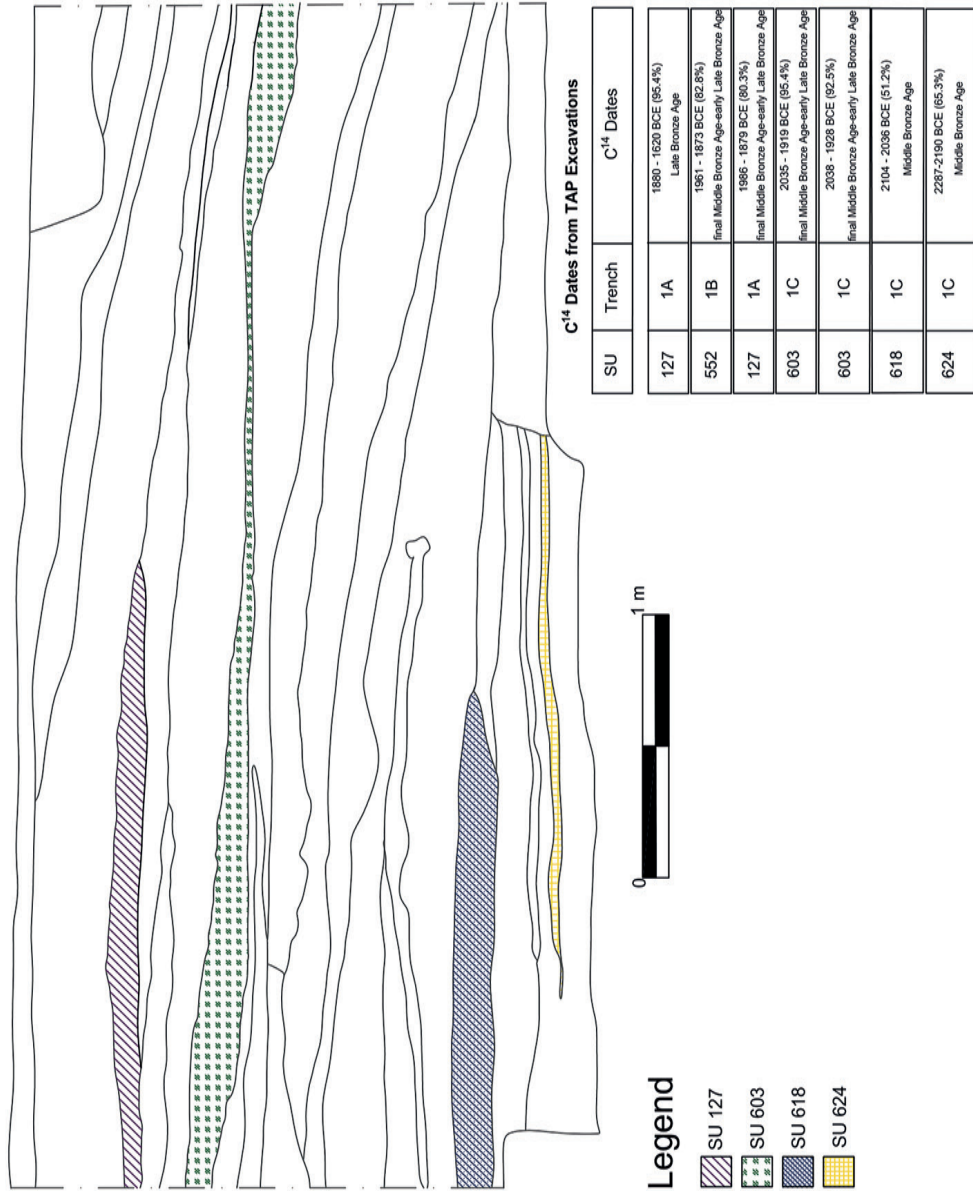 C¹⁴ Dates from TAP Excavations
SU Trench C¹⁴ Dates
127 1A 1880 - 1620 BCE (95.4%)
Late Bronze Age
552 1B 1961 - 1873 BCE (82.8%)
final Middle Bronze Age-early Late Bronze Age
127 1A 1986 - 1879 BCE (80.3%)
final Middle Bronze Age-early Late Bronze Age
603 1C 2035 - 1919 BCE (95.4%)
final Middle Bronze Age-early Late Bronze Age
603 1C 2038 - 1928 BCE (92.5%)
final Middle Bronze Age-early Late Bronze Age
618 1C 2104 - 2036 BCE (51.2%)
Middle Bronze Age
624 1C 2287-2190 BCE (65.3%)
Middle Bronze Age
0 1 m
Legend
SU 127
SU 603
SU 618
SU 624